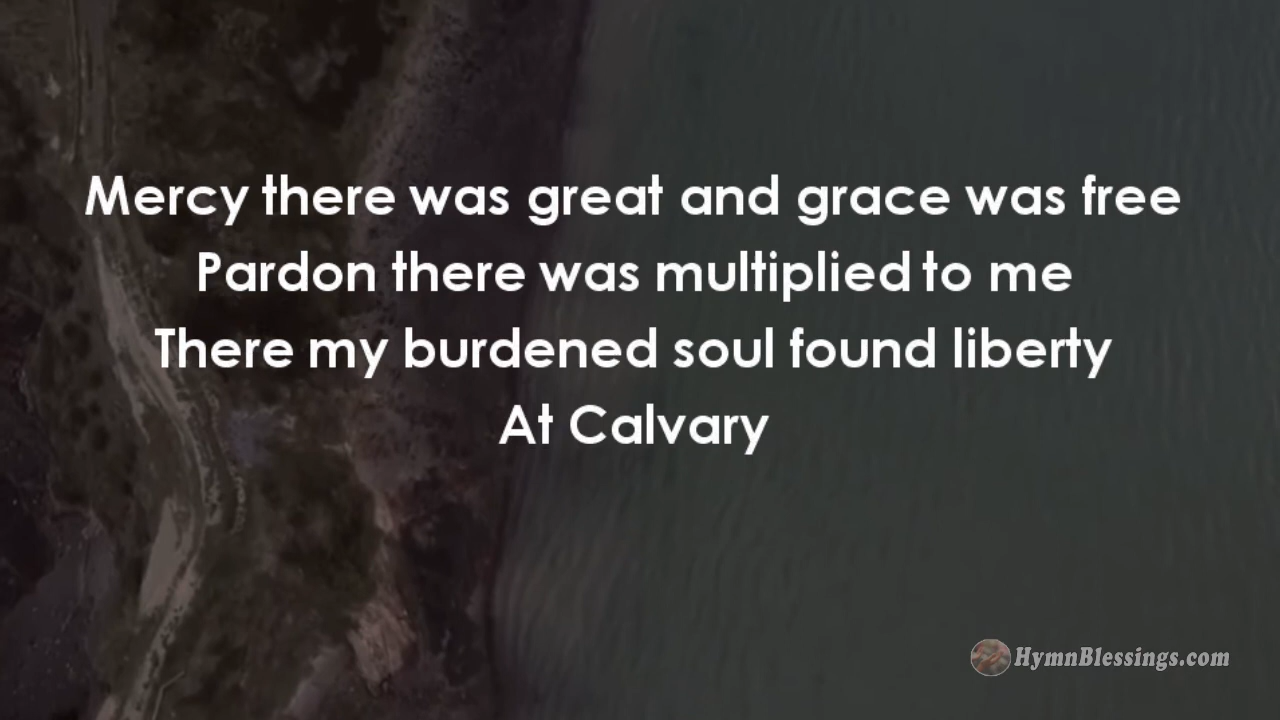 Mercy there was great and grace was free
Pardon there was multiplied to me
There my burdened soul found liberty
At Calvary
HymnBlessings.com